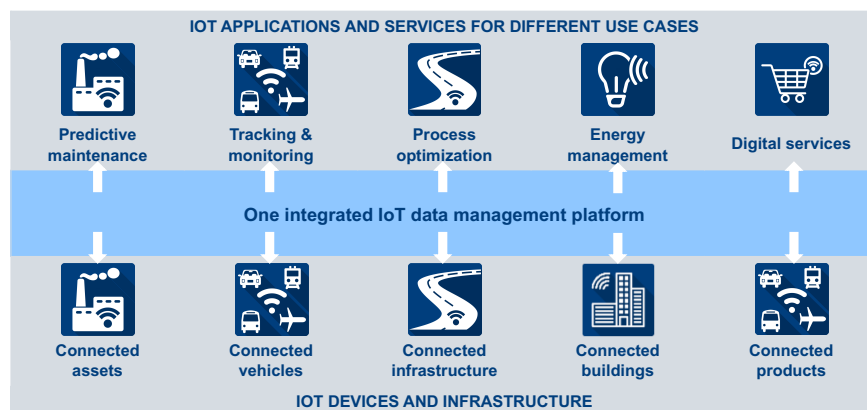 IOT APPLICATIONS AND SERVICES FOR DIFFERENT USE CASES
Predictive
maintenance
Tracking &
monitoring
Process
optimization
Energy
management
Digital services
One integrated IoT data management platform
Connected
assets
Connected
vehicles
Connected
infrastructure
Connected
buildings
Connected
products
IOT DEVICES AND INFRASTRUCTURE